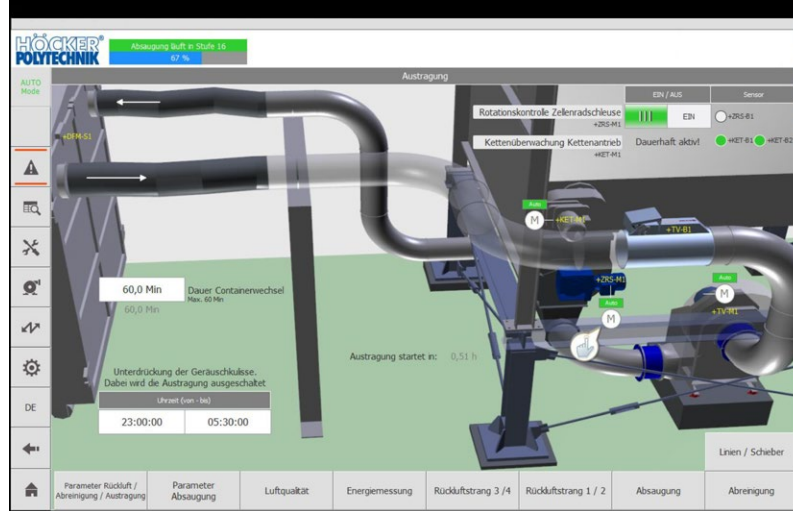 HÖCKER
POLYTECHNIK
Absaugung läuft in Stufe 16
67 %
AUTO
Mode
Austragung
EIN / AUS
Sensor
Rotationskontrolle Zellenradschleuse
+ZRS-M1
EIN
+ZRS-B1
Kettenüberwachung Kettenantrieb
+KET-M1
Dauerhaft aktiv!
+KET-B1
+KET-B2
+DFM-S1
Auto
M
+KET-M1
+TV-B1
+ZRS-M1
Auto
M
Auto
M
+TV-M1
60,0 Min
Dauer Containerwechsel
Max. 60 Min
60,0 Min
Austragung startet in: 0,51 h
Unterdrückung der Geräuschkulisse.
Dabei wird die Austragung ausgeschaltet
Uhrzeit (von - bis)
23:00:00
05:30:00
DE
Linien / Schieber
Parameter Rückluft /
Abreinigung / Austragung
Parameter
Absaugung
Luftqualität
Energiemessung
Rückluftstrang 3 /4
Rückluftstrang 1 / 2
Absaugung
Abreinigung